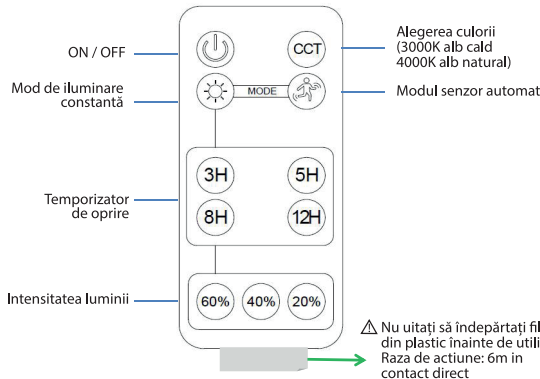 ON / OFF
CCT
Alegerea culorii
(3000K alb cald
4000K alb natural)
Mod de iluminare
constantă
MODE
Modul senzor automat
3H
5H
Temporizator
de oprire
8H
12H
Intensitatea luminii
60%
40%
20%
Nu uitați să îndepărtați fil
din plastic înainte de utili
Raza de actiune: 6m in
contact direct